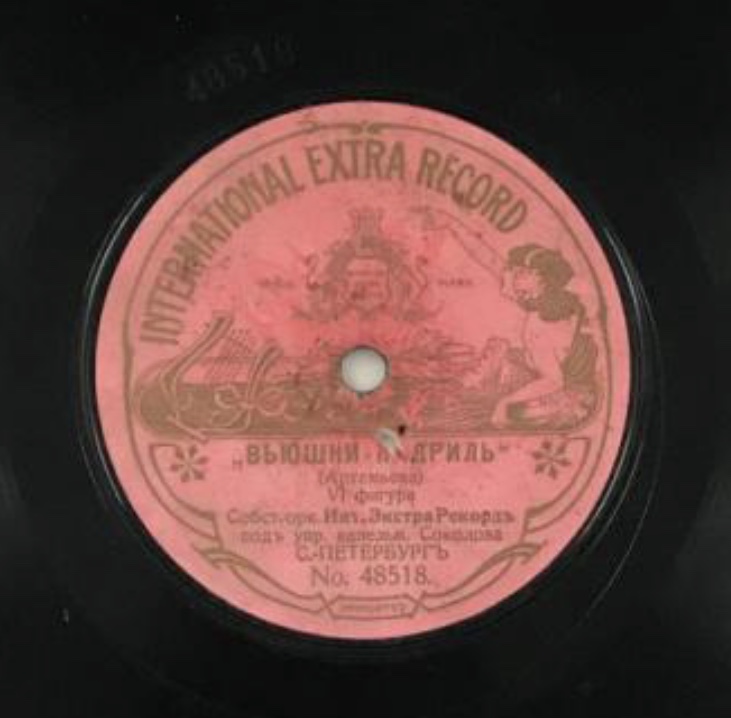 48518
INTERNATIONAL EXTRA RECORD
„ВЬЮШКИ-КАДРИЛЬ"
VI фигура
Собст. орк. Инт. Экстра Рекордъ
подъ упр. капельм. Соколова
С.-ПЕТЕРБУРГЪ
No. 48518.